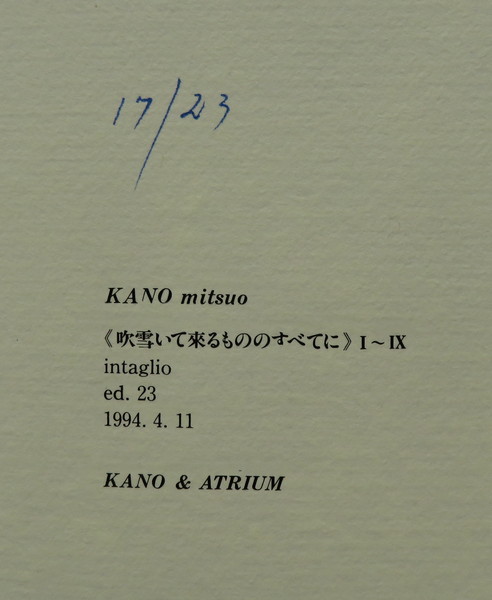 17/23
KANO mitsuo
《吹雪いて來るもののすべてに》I～IX
intaglio
ed. 23
1994. 4. 11
KANO & ATRIUM